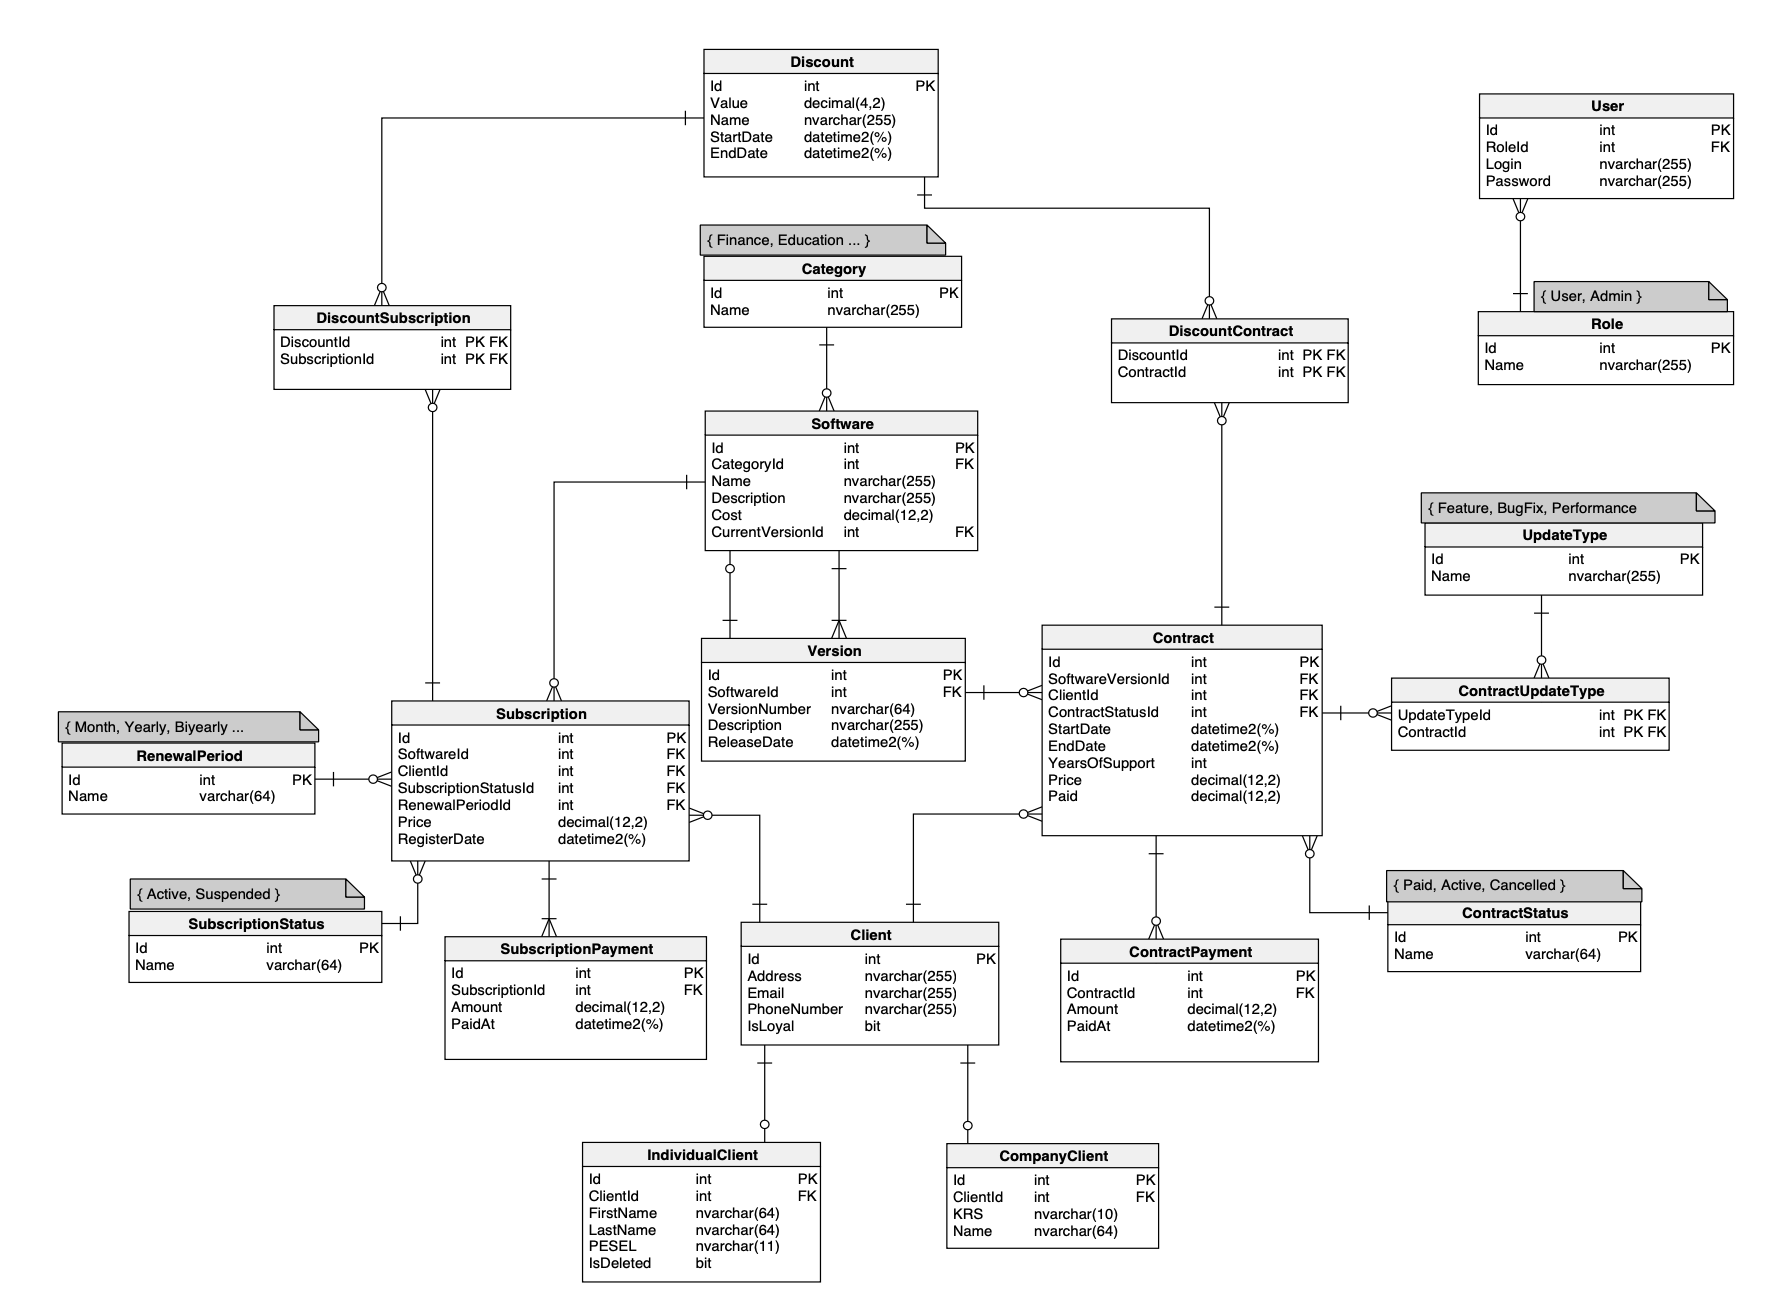 Discount
Id int PK
Value decimal(4,2)
Name nvarchar(255)
StartDate datetime2(%)
EndDate datetime2(%)
User
Id int PK
RoleId int FK
Login nvarchar(255)
Password nvarchar(255)
{ Finance, Education ... }
Category
Id int PK
Name nvarchar(255)
{ User, Admin }
Role
Id int PK
Name nvarchar(255)
DiscountSubscription
DiscountId int PK FK
SubscriptionId int PK FK
DiscountContract
DiscountId int PK FK
ContractId int PK FK
Software
Id int PK
CategoryId int FK
Name nvarchar(255)
Description nvarchar(255)
Cost decimal(12,2)
CurrentVersionId int FK
{ Feature, BugFix, Performance
UpdateType
Id int PK
Name nvarchar(255)
Version
Id int PK
SoftwareId int FK
VersionNumber nvarchar(64)
Description nvarchar(255)
ReleaseDate datetime2(%)
Contract
Id int PK
SoftwareVersionId int FK
ClientId int FK
ContractStatusId int FK
StartDate datetime2(%)
EndDate datetime2(%)
YearsOfSupport int
Price decimal(12,2)
Paid decimal(12,2)
ContractUpdateType
UpdateTypeId int PK FK
ContractId int PK FK
{ Month, Yearly, Biyearly ...
RenewalPeriod
Id int PK
Name varchar(64)
Subscription
Id int PK
SoftwareId int FK
ClientId int FK
SubscriptionStatusId int FK
RenewalPeriodId int FK
Price decimal(12,2)
RegisterDate datetime2(%)
{ Active, Suspended }
SubscriptionStatus
Id int PK
Name varchar(64)
SubscriptionPayment
Id int PK
SubscriptionId int FK
Amount decimal(12,2)
PaidAt datetime2(%)
Client
Id int PK
Address nvarchar(255)
Email nvarchar(255)
PhoneNumber nvarchar(255)
IsLoyal bit
ContractPayment
Id int PK
ContractId int FK
Amount decimal(12,2)
PaidAt datetime2(%)
{ Paid, Active, Cancelled }
ContractStatus
Id int PK
Name varchar(64)
IndividualClient
Id int PK
ClientId int FK
FirstName nvarchar(64)
LastName nvarchar(64)
PESEL nvarchar(11)
IsDeleted bit
CompanyClient
Id int PK
ClientId int FK
KRS nvarchar(10)
Name nvarchar(64)